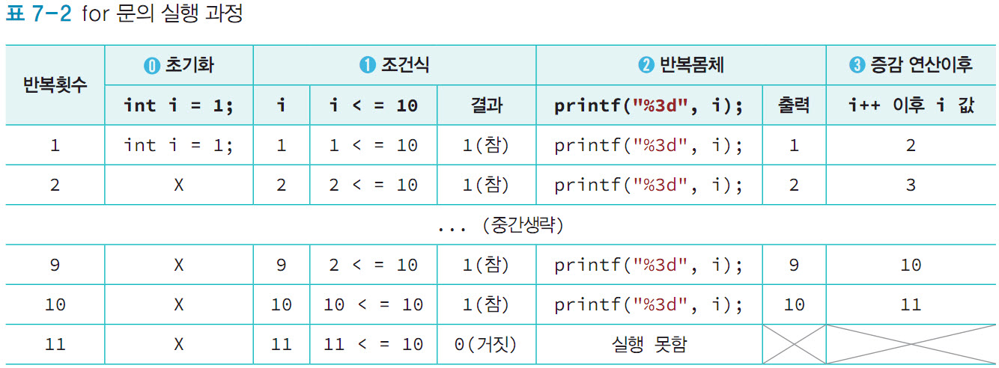 표 7-2 for 문의 실행 과정
반복횟수 0 초기화 1 조건식 2 반복몸체 3 증감 연산이후
int i = 1; i i < = 10 결과 printf("%3d", i); 출력 i++ 이후 i 값
1 int i = 1; 1 1 < = 10 1(참) printf("%3d", i); 1 2
2 X 2 2 < = 10 1(참) printf("%3d", i); 2 3
... (중간생략)
9 X 9 2 < = 10 1(참) printf("%3d", i); 9 10
10 X 10 10 < = 10 1(참) printf("%3d", i); 10 11
11 X 11 11 < = 10 0(거짓) 실행 못함